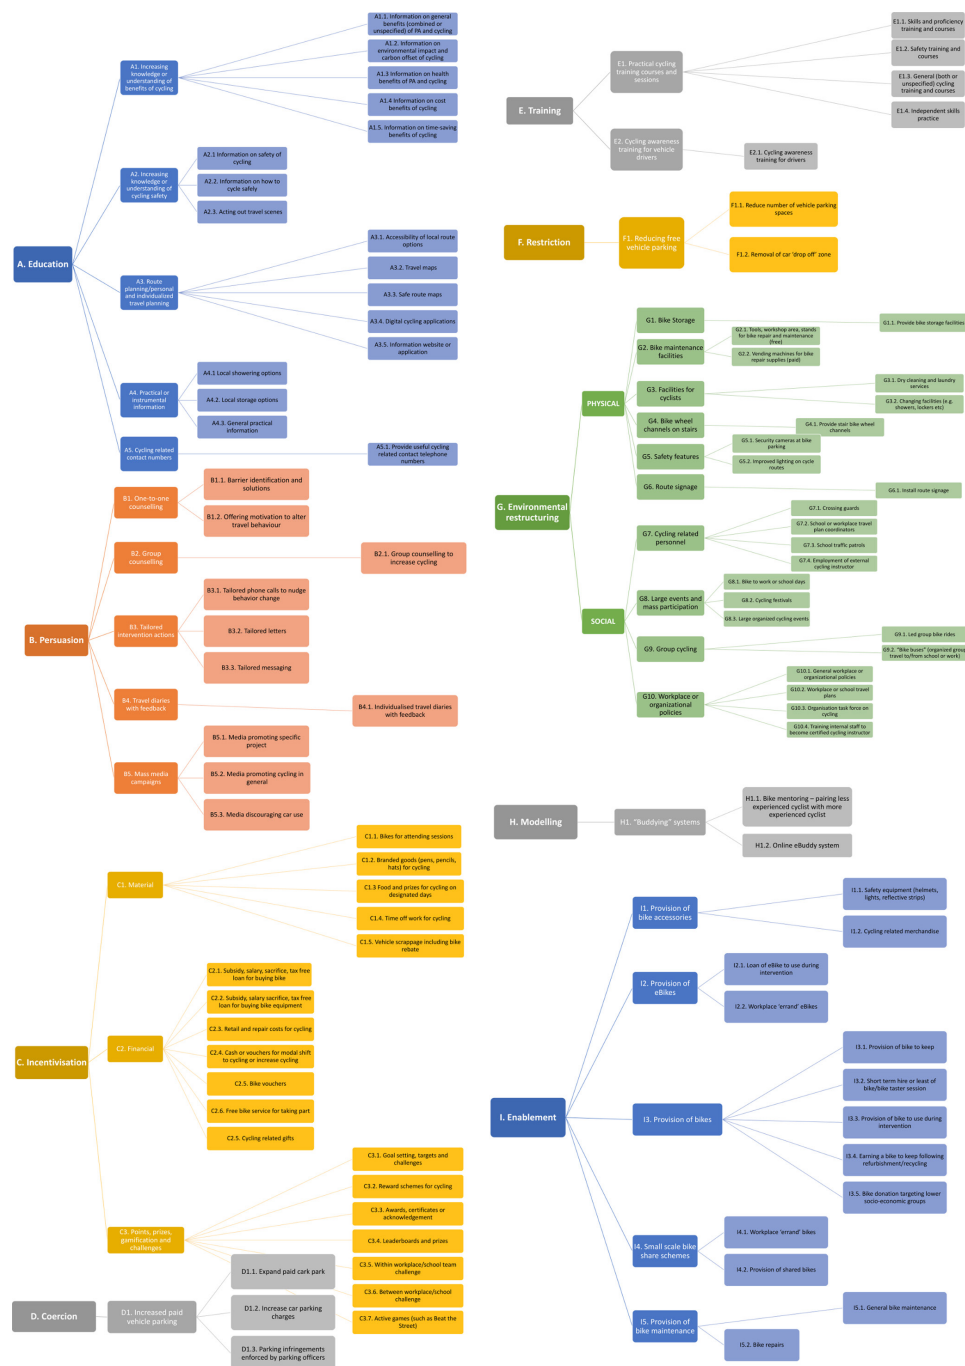 A. Education
A1. Increasing
knowledge or
understanding of
benefits of cycling
A1.1. Information on general
benefits (combined or
unspecified) of PA and cycling
A1.2. Information on
environmental impact and
carbon offset of cycling
A1.3 Information on health
benefits of PA and cycling
A1.4 Information on cost
benefits of cycling
A1.5. Information on time-saving
benefits of cycling
A2. Increasing
knowledge or
understanding of
cycling safety
A2.1 Information on safety of
cycling
A2.2. Information on how to
cycle safely
A2.3. Acting out travel scenes
A3. Route
planning/personal
and individualized
travel planning
A3.1. Accessibility of local route
options
A3.2. Travel maps
A3.3. Safe route maps
A3.4. Digital cycling applications
A3.5. Information website or
application
A4. Practical or
instrumental
information
A4.1 Local showering options
A4.2. Local storage options
A4.3. General practical
information
A5. Cycling related
contact numbers
A5.1. Provide useful cycling
related contact telephone
numbers
B. Persuasion
B1. One-to-one
counselling
B1.1. Barrier identification and
solutions
B1.2. Offering motivation to alter
travel behaviour
B2. Group
counselling
B2.1. Group counselling to
increase cycling
B3. Tailored
intervention actions
B3.1. Tailored phone calls to nudge
behavior change
B3.2. Tailored letters
B3.3. Tailored messaging
B4. Travel diaries
with feedback
B4.1. Individualised travel diaries
with feedback
B5. Mass media
campaigns
B5.1. Media promoting specific
project
B5.2. Media promoting cycling in
general
B5.3. Media discouraging car use
C. Incentivisation
C1. Material
C1.1. Bikes for attending sessions
C1.2. Branded goods (pens, pencils,
hats) for cycling
C1.3 Food and prizes for cycling on
designated days
C1.4. Time off work for cycling
C1.5. Vehicle scrappage including bike
rebate
C2. Financial
C2.1. Subsidy, salary, sacrifice, tax free
loan for buying bike
C2.2. Subsidy, salary sacrifice, tax free
loan for buying bike equipment
C2.3. Retail and repair costs for cycling
C2.4. Cash or vouchers for modal shift
to cycling or increase cycling
C2.5. Bike vouchers
C2.6. Free bike service for taking part
C2.5. Cycling related gifts
C3. Points, prizes,
gamification and
challenges
C3.1. Goal setting, targets and
challenges
C3.2. Reward schemes for cycling
C3.3. Awards, certificates or
acknowledgement
C3.4. Leaderboards and prizes
C3.5. Within workplace/school team
challenge
C3.6. Between workplace/school
challenge
C3.7. Active games (such as Beat the
Street)
D. Coercion
D1. Increased paid
vehicle parking
D1.1. Expand paid cark park
D1.2. Increase car parking
charges
D1.3. Parking infringements
enforced by parking officers
E. Training
E1. Practical cycling
training courses and
sessions
E1.1. Skills and proficiency
training and courses
E1.2. Safety training and
courses
E1.3. General (both or
unspecified) cycling
training and courses
E1.4. Independent skills
practice
E2. Cycling awareness
training for vehicle
drivers
E2.1. Cycling awareness
training for drivers
F. Restriction
F1. Reducing free
vehicle parking
F1.1. Reduce number of vehicle parking
spaces
F1.2. Removal of car 'drop off' zone
G. Environmental
restructuring
PHYSICAL
G1. Bike Storage
G1.1. Provide bike storage facilities
G2. Bike maintenance
facilities
G2.1. Tools, workshop area, stands
for bike repair and maintenance
(free)
G2.2. Vending machines for bike
repair supplies (paid)
G3. Facilities for
cyclists
G3.1. Dry cleaning and laundry
services
G3.2. Changing facilities (e.g.
showers, lockers etc)
G4. Bike wheel
channels on stairs
G4.1. Provide stair bike wheel
channels
G5. Safety features
G5.1. Security cameras at bike
parking
G5.2. Improved lighting on cycle
routes
G6. Route signage
G6.1. Install route signage
SOCIAL
G7. Cycling related
personnel
G7.1. Crossing guards
G7.2. School or workplace travel
plan coordinators
G7.3. School traffic patrols
G7.4. Employment of external
cycling instructor
G8. Large events and
mass participation
G8.1. Bike to work or school days
G8.2. Cycling festivals
G8.3. Large organized cycling events
G9. Group cycling
G9.1. Led group bike rides
G9.2. "Bike buses" (organized group
travel to/from school or work)
G10. Workplace or
organizational
policies
G10.1. General workplace or
organizational policies
G10.2. Workplace or school travel
plans
G10.3. Organisation task force on
cycling
G10.4. Training internal staff to
become certified cycling instructor
H. Modelling
H1. "Buddying" systems
H1.1. Bike mentoring – pairing less
experienced cyclist with more
experienced cyclist
H1.2. Online eBuddy system
I. Enablement
I1. Provision of
bike accessories
I1.1. Safety equipment (helmets,
lights, reflective strips)
I1.2. Cycling related merchandise
I2. Provision of
eBikes
I2.1. Loan of eBike to use during
intervention
I2.2. Workplace 'errand' eBikes
I3. Provision of bikes
I3.1. Provision of bike to keep
I3.2. Short term hire or least of
bike/bike taster session
I3.3. Provision of bike to use during
intervention
I3.4. Earning a bike to keep following
refurbishment/recycling
I3.5. Bike donation targeting lower
socio-economic groups
I4. Small scale bike
share schemes
I4.1. Workplace 'errand' bikes
I4.2. Provision of shared bikes
I5. Provision of
bike maintenance
I5.1. General bike maintenance
I5.2. Bike repairs